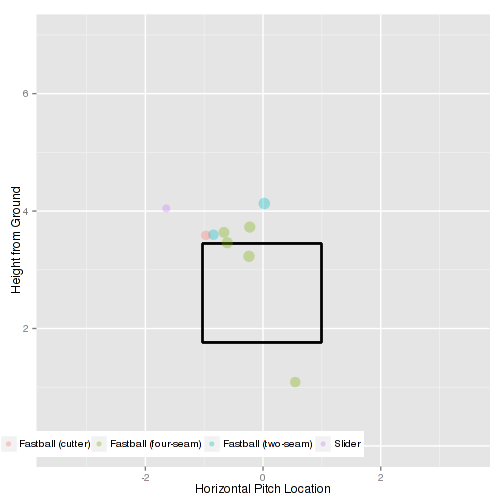 6
4
2
Height from Ground
Fastball (cutter) Fastball (four-seam) Fastball (two-seam) Slider
-2 0 2
Horizontal Pitch Location